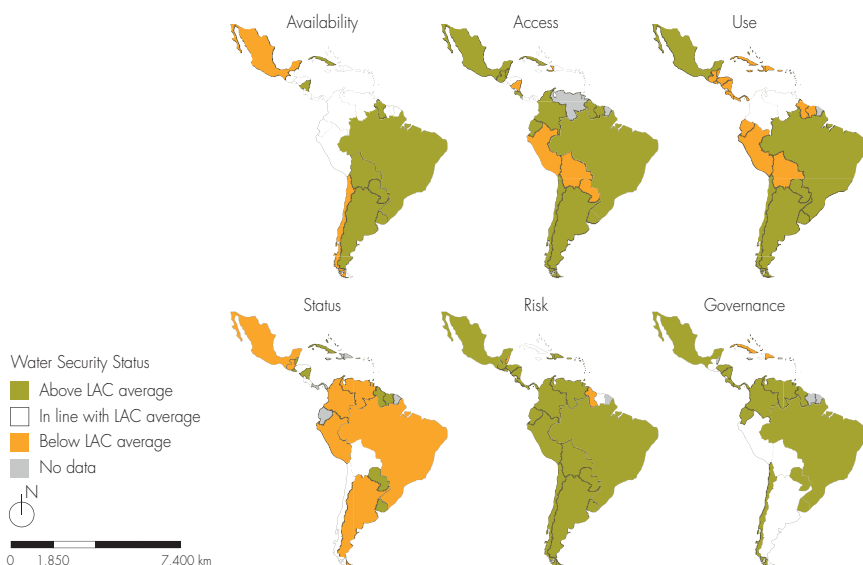 Availability
Access
Use
Status
Risk
Governance
Water Security Status
Above LAC average
In line with LAC average
Below LAC average
No data
N
0 1.850 7.400 km